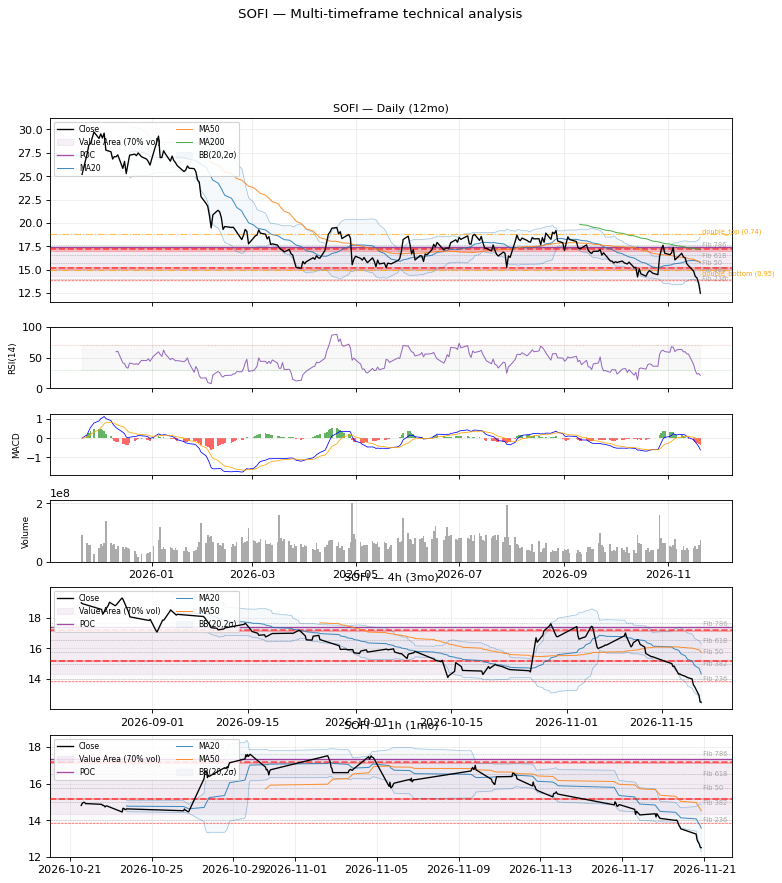 SOFI — Multi-timeframe technical analysis
SOFI — Daily (12mo)
Close
Value Area (70% vol)
POC
MA20
MA50
MA200
BB(20,2σ)
30.0
27.5
25.0
22.5
20.0
17.5
15.0
12.5
double_top (0.74)
Fib 786
Fib 618
Fib 50
double_bottom (0.95)
Fib 236
RSI(14)
100
50
0
MACD
1
0
−1
1e8
Volume
2
0
2026-01
2026-03
2026-05
2026-07
2026-09
2026-11
SOFI — 4h (3mo)
Close
Value Area (70% vol)
POC
MA20
MA50
BB(20,2σ)
18
16
14
Fib 786
Fib 618
Fib 50
Fib 382
Fib 236
2026-09-01
2026-09-15
2026-10-01
2026-10-15
2026-11-01
2026-11-15
SOFI — 1h (1mo)
Close
Value Area (70% vol)
POC
MA20
MA50
BB(20,2σ)
18
16
14
12
Fib 786
Fib 618
Fib 50
Fib 382
Fib 236
2026-10-21
2026-10-25
2026-10-29
2026-11-01
2026-11-05
2026-11-09
2026-11-13
2026-11-17
2026-11-21